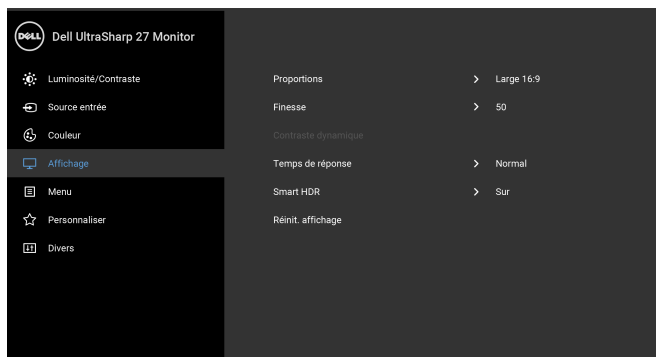 DELL Dell UltraSharp 27 Monitor
Luminosité/Contraste
Source entrée
Couleur
Affichage
Menu
Personnaliser
Divers
Proportions > Large 16:9
Finesse > 50
Contraste dynamique
Temps de réponse > Normal
Smart HDR > Sur
Réinit. affichage